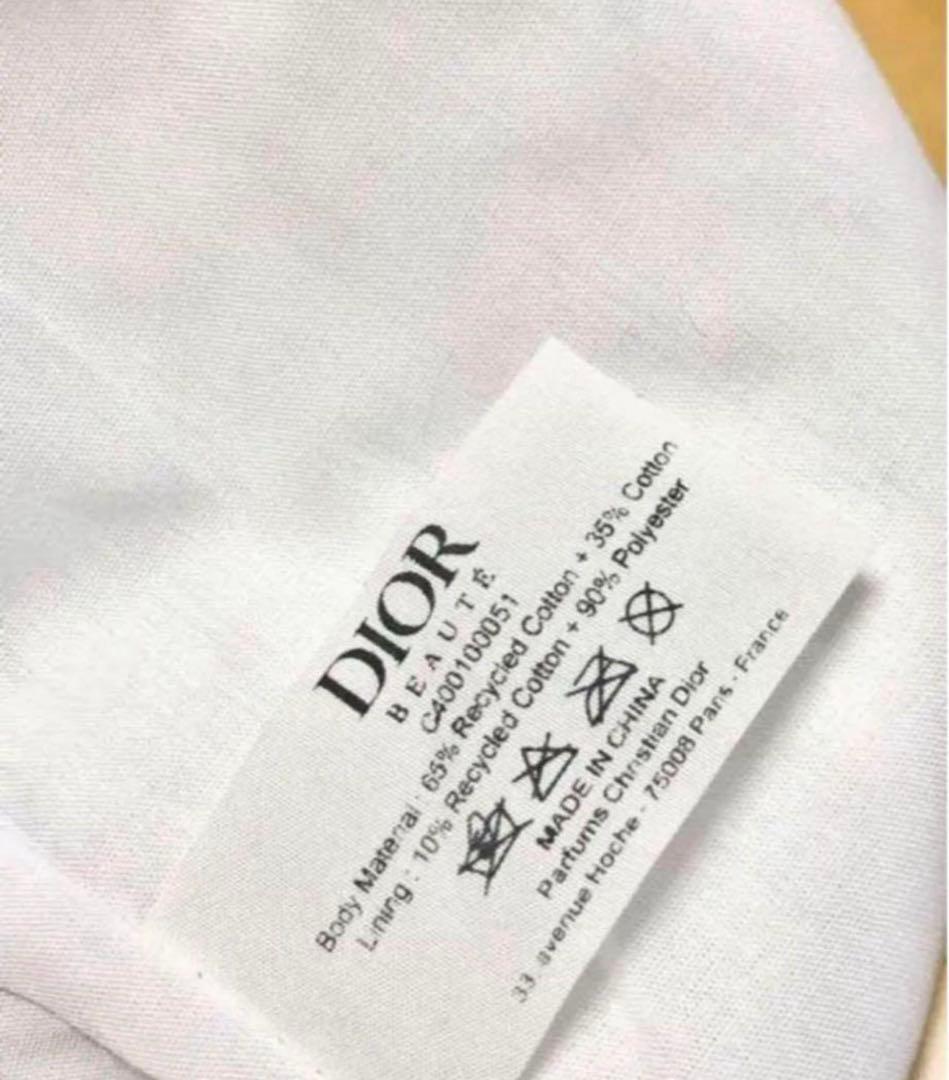 DIOR
BEAUTÉ
C400100051
Body Material : 65% Recycled Cotton + 35% Cotton
Lining : 10% Recycled Cotton + 90% Polyester
MADE IN CHINA
Parfums Christian Dior
33 avenue Hoche - 75008 Paris - France